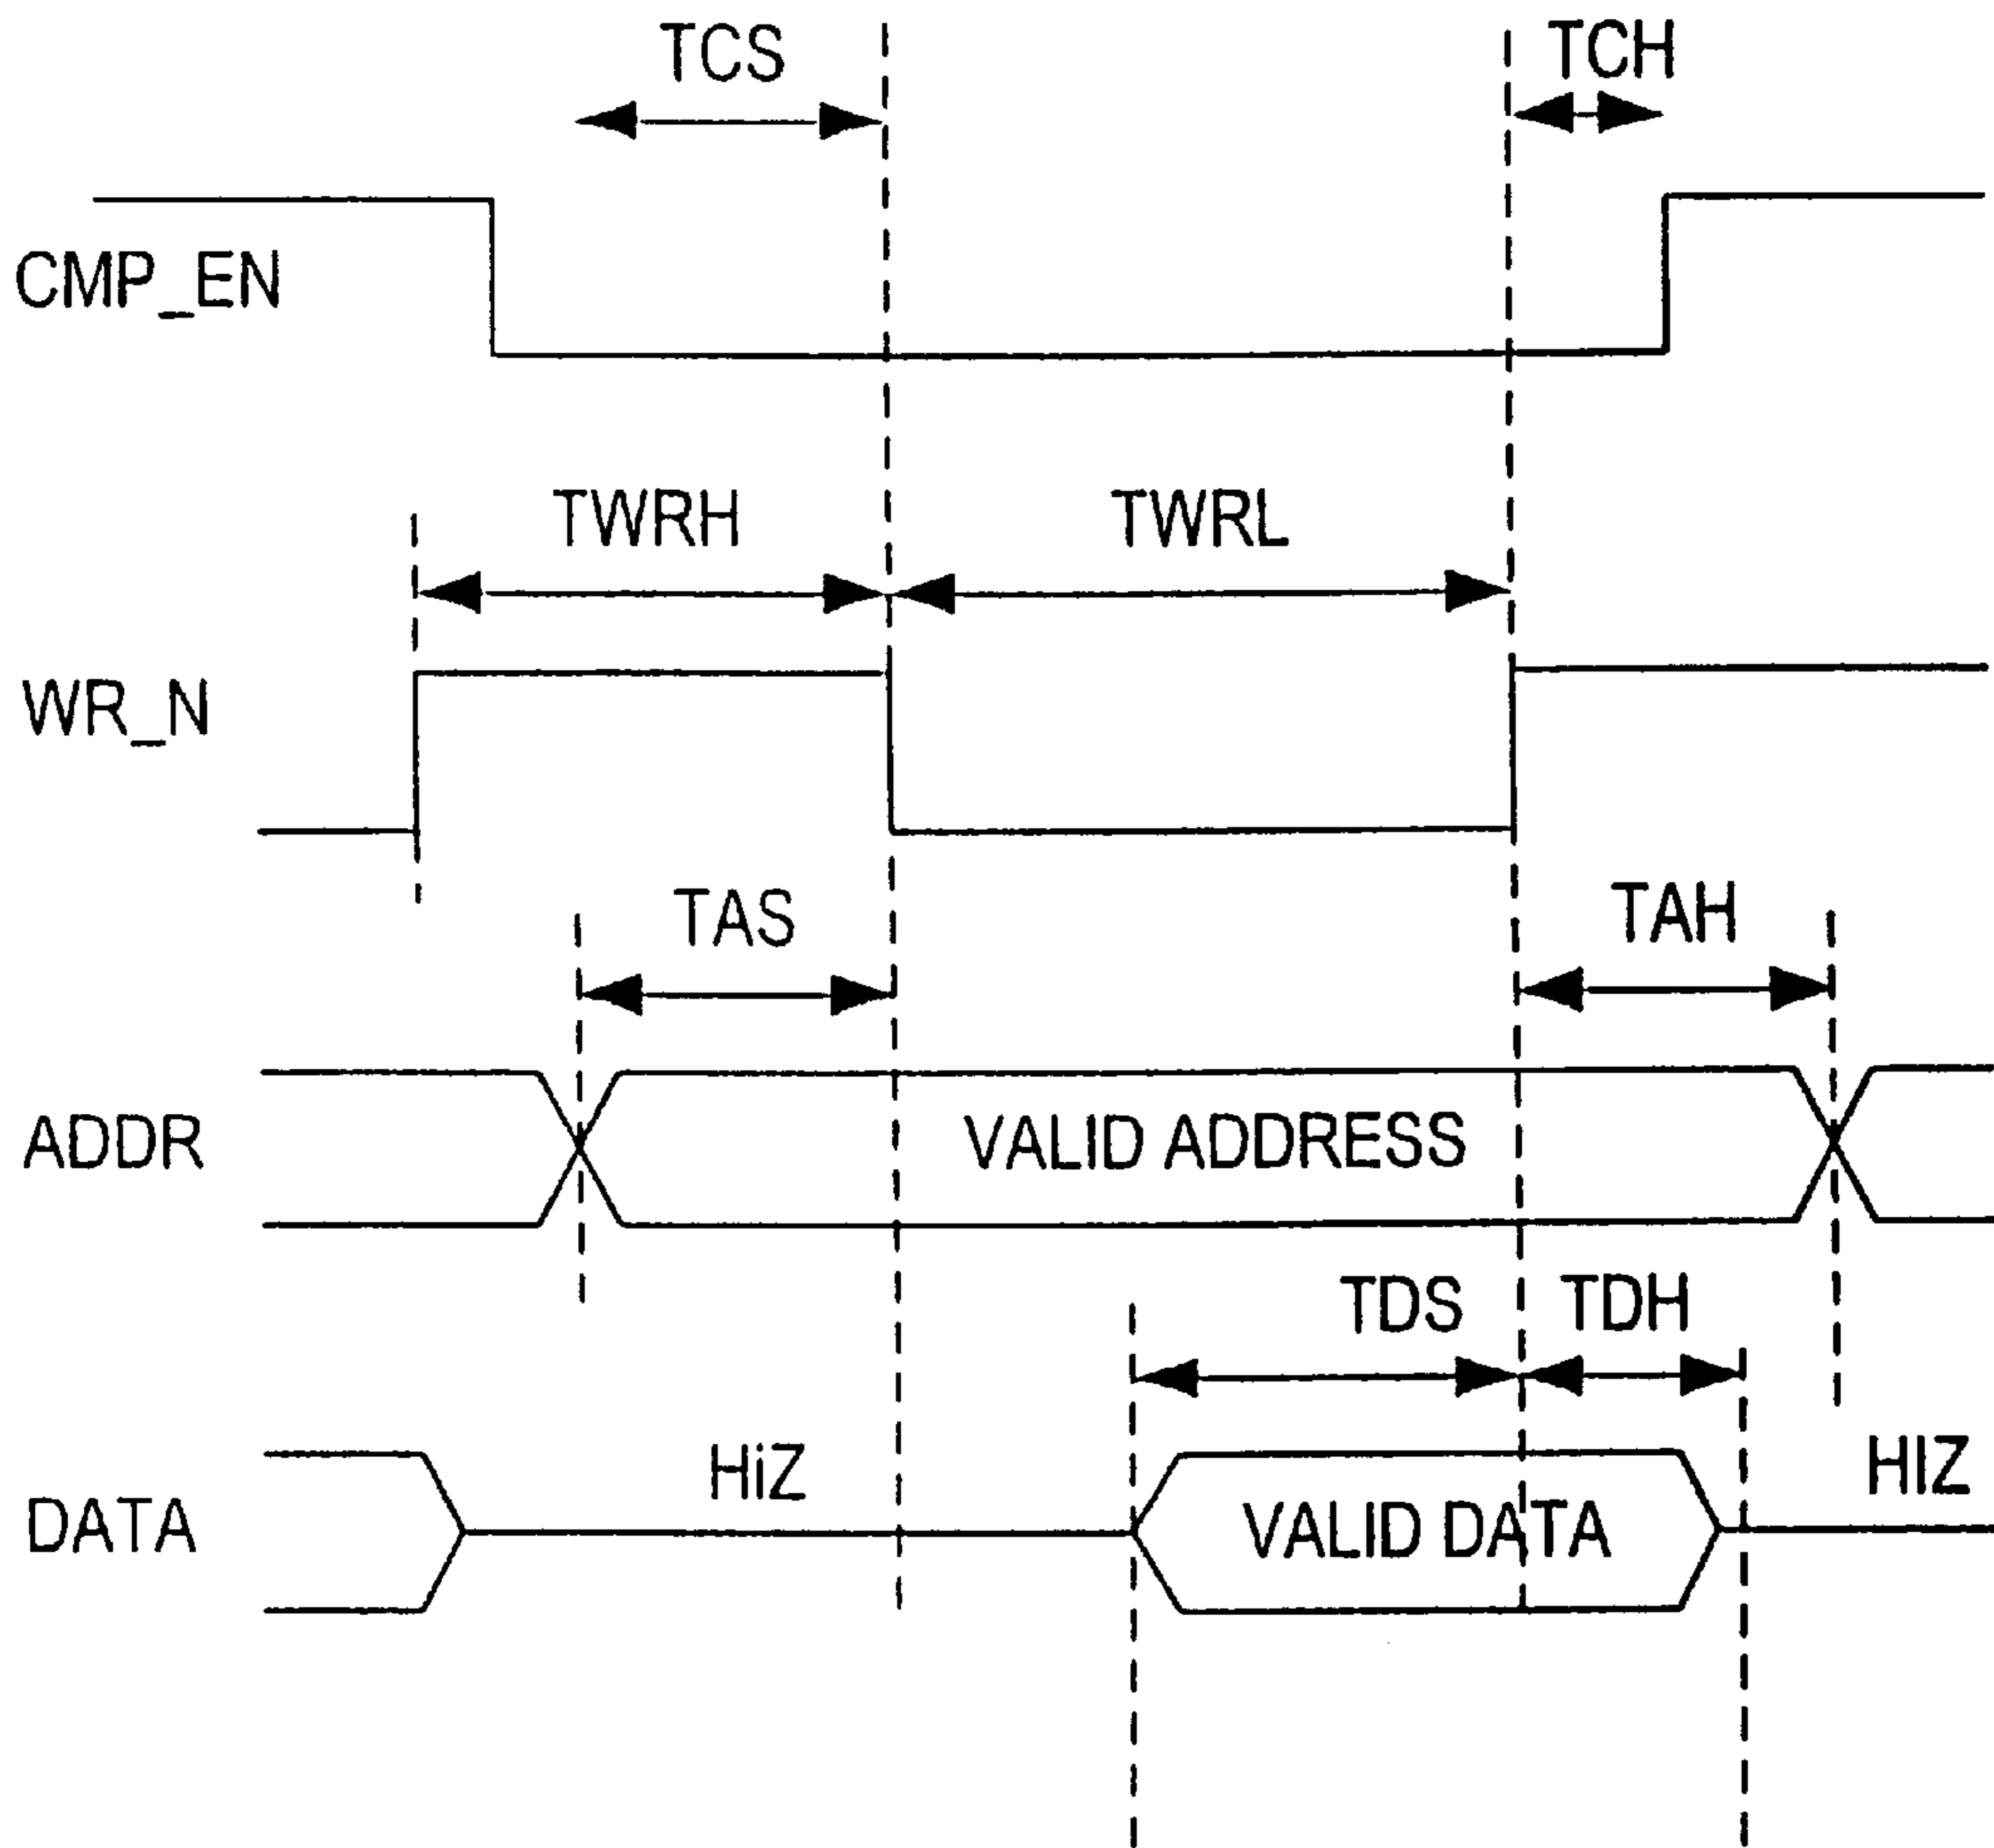 TCS
TCH
CMP_EN
TWRH
TWRL
WR_N
TAS
TAH
ADDR
VALID ADDRESS
TDS
TDH
HiZ
HIZ
DATA
VALID DATA